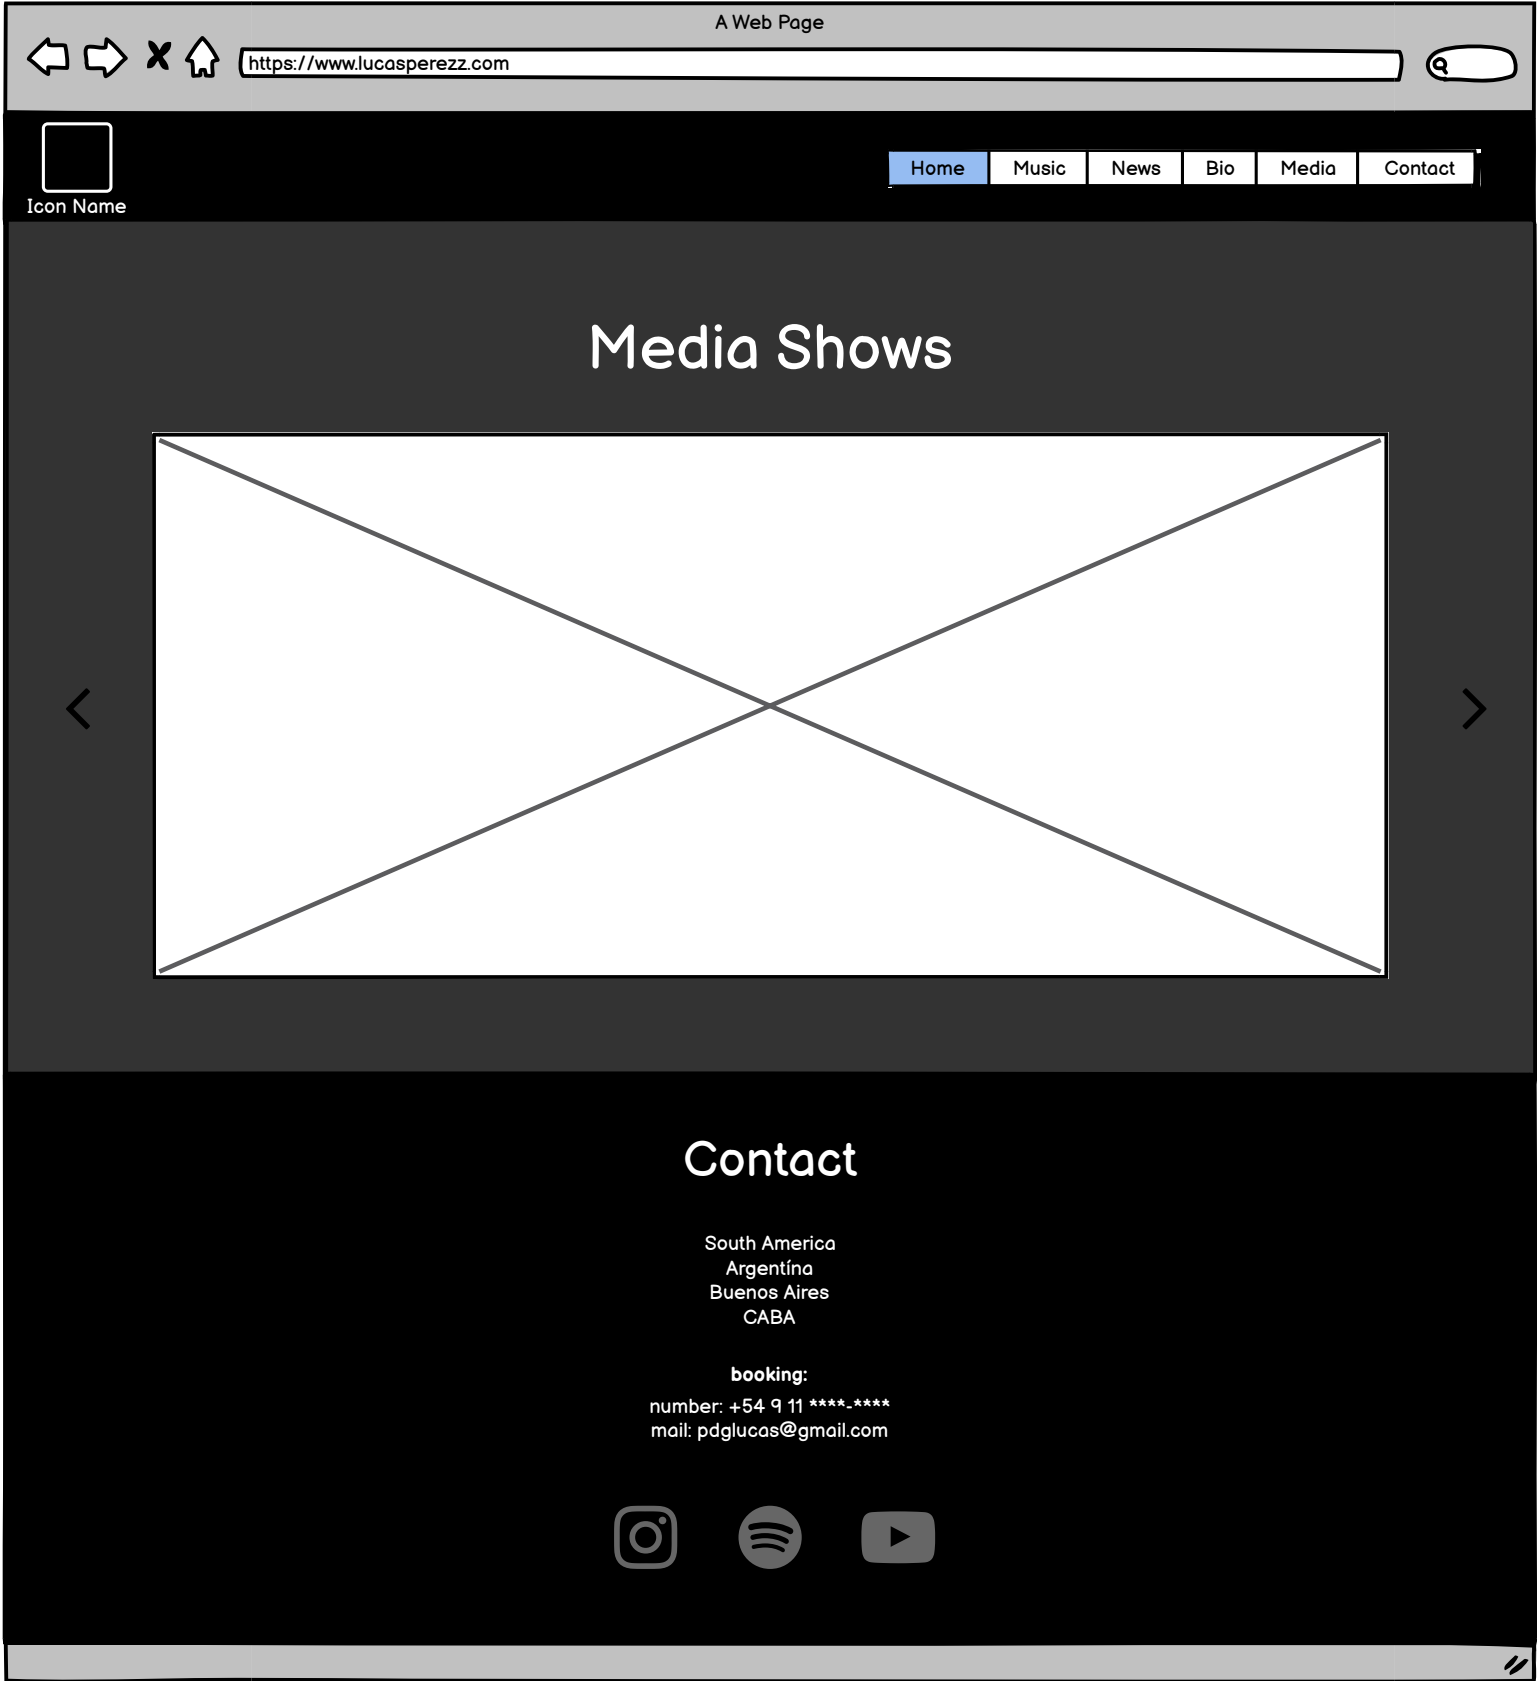 A Web Page
https://www.lucasperezz.com
Icon Name
Home Music News Bio Media Contact
Media Shows
Contact
South America
Argentína
Buenos Aires
CABA
booking:
number: +54 9 11 ****-****
mail: pdglucas@gmail.com